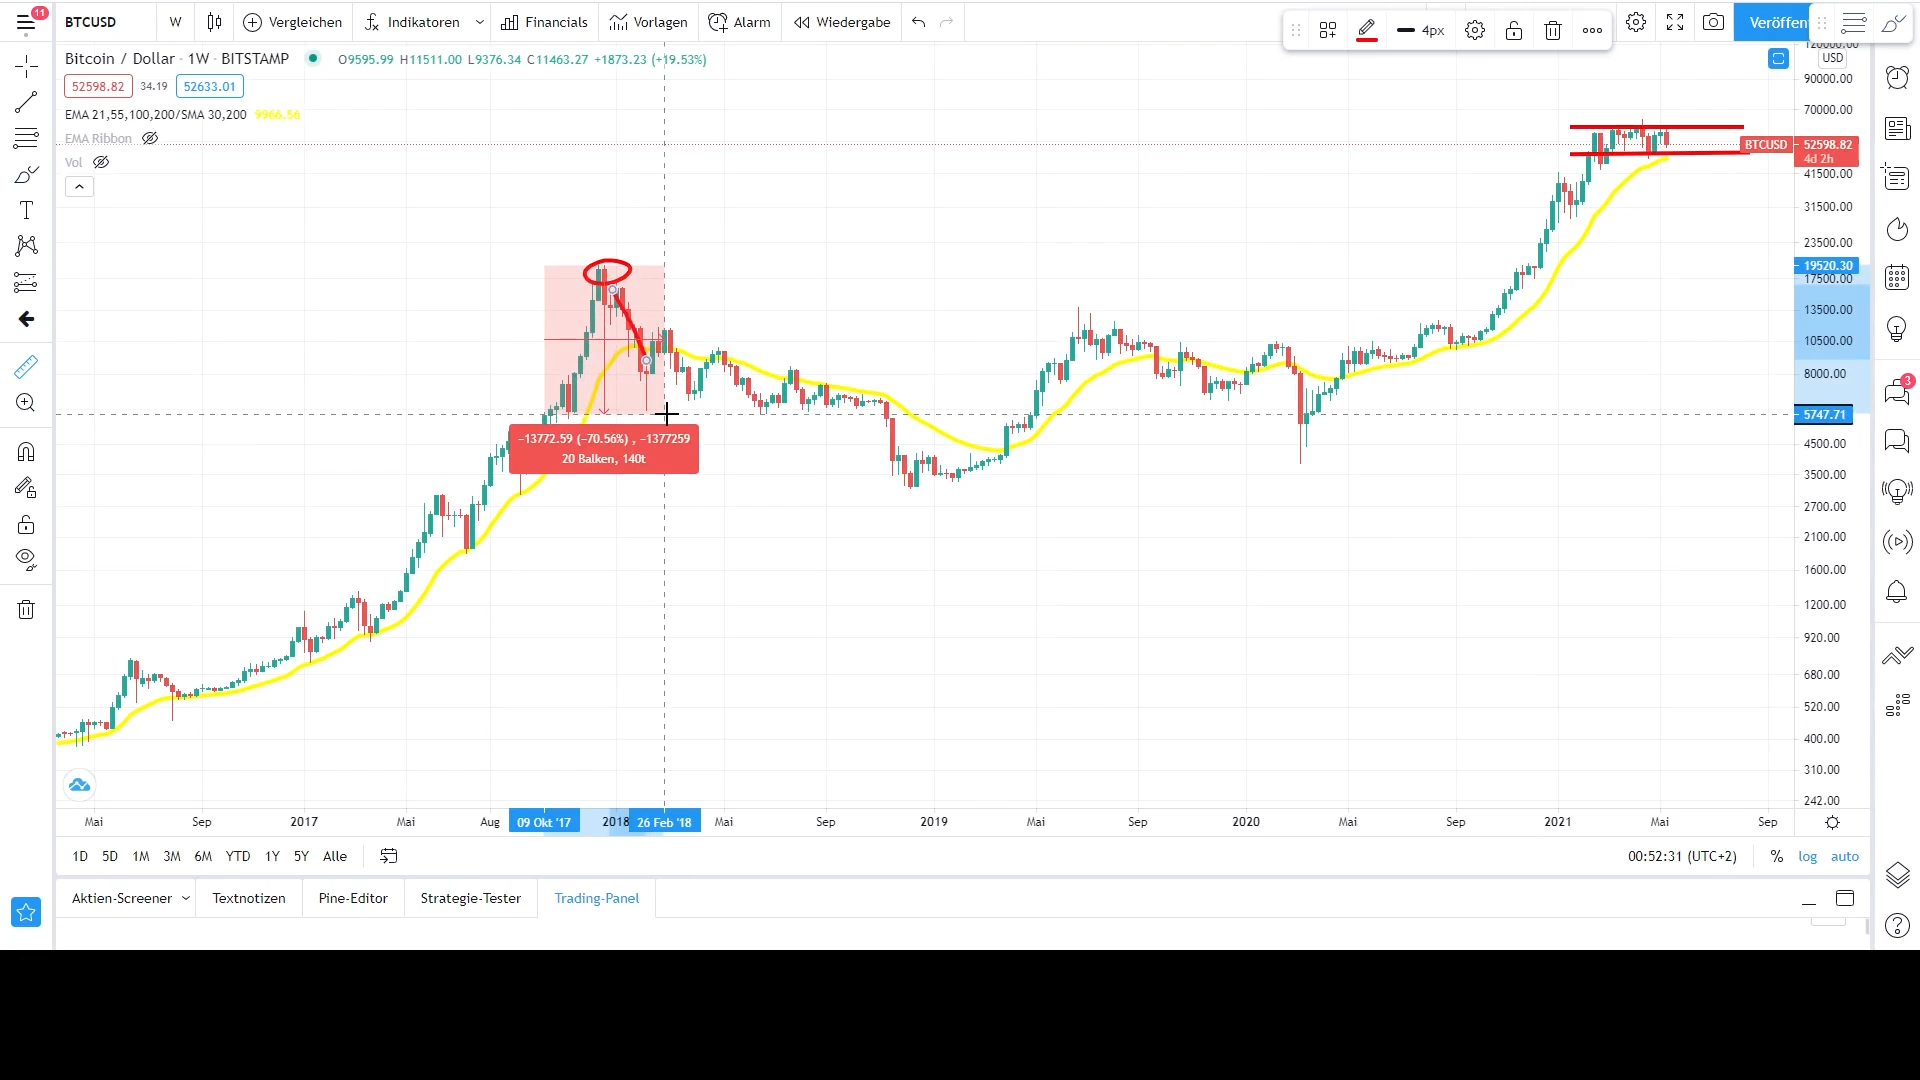 11
BTCUSD
W
Vergleichen
Indikatoren
Financials
Vorlagen
Alarm
Wiedergabe
4px
Veröffen
Bitcoin / Dollar · 1W · BITSTAMP
O9595.99 H11511.00 L9376.34 C11463.27 +1873.23 (+19.53%)
52598.82
34.19
52633.01
EMA 21,55,100,200/SMA 30,200 9966.56
EMA Ribbon
Vol
120000.00
USD
90000.00
70000.00
BTCUSD
52598.82
4d 2h
41500.00
31500.00
23500.00
19520.30
17500.00
13500.00
10500.00
8000.00
5747.71
4500.00
3500.00
2700.00
2100.00
1600.00
1200.00
920.00
680.00
520.00
400.00
310.00
242.00
3
−13772.59 (−70.56%) , −1377259
20 Balken, 140t
Mai
Sep
2017
Mai
Aug
09 Okt '17
2018
26 Feb '18
Mai
Sep
2019
Mai
Sep
2020
Mai
Sep
2021
Mai
Sep
1D 5D 1M 3M 6M YTD 1Y 5Y Alle
00:52:31 (UTC+2)
%
log
auto
Aktien-Screener
Textnotizen
Pine-Editor
Strategie-Tester
Trading-Panel